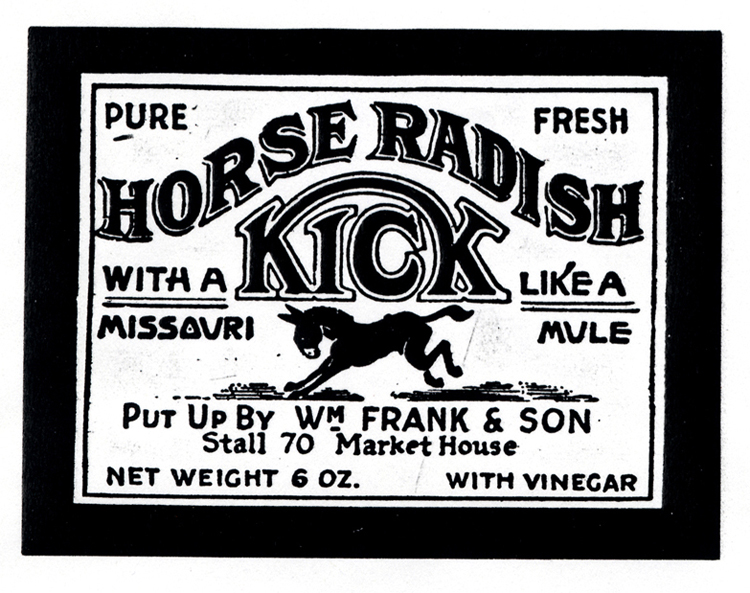 PURE FRESH
HORSE RADISH
WITH A KICK LIKE A
MISSOURI MULE
PUT UP BY WM FRANK & SON
Stall 70 Market House
NET WEIGHT 6 OZ. WITH VINEGAR